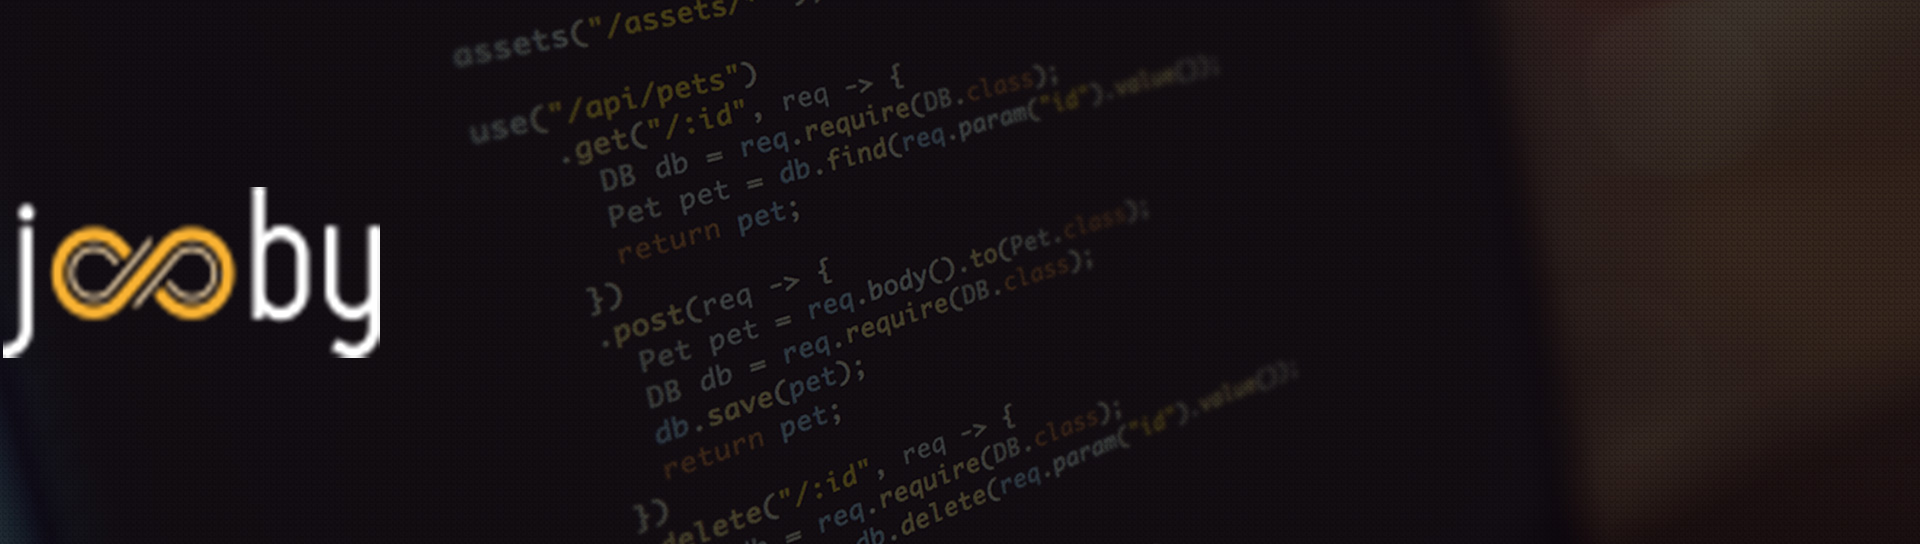 jooby
assets("/assets/
use("/api/pets")
.get("/:id", req -> {
DB db = req.require(DB.class);
Pet pet = db.find(req.param("id").value());
return pet;
})
.post(req -> {
Pet pet = req.body().to(Pet.class);
DB db = req.require(DB.class);
db.save(pet);
return pet;
})
delete("/:id", req -> {
= req.require(DB.class);
db.delete(req.param("id").value());